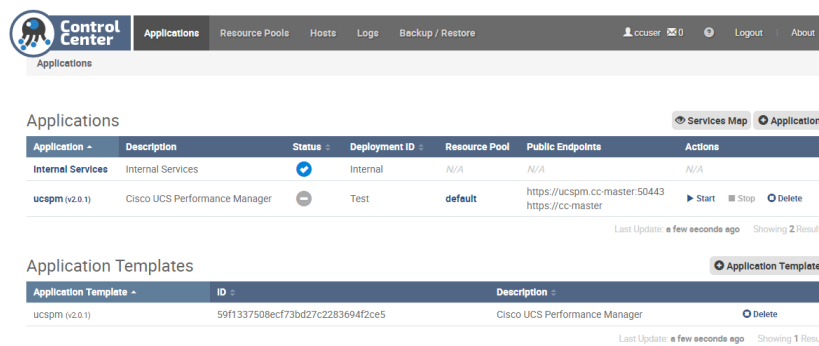 Control Center Applications Resource Pools Hosts Logs Backup / Restore ccuser 0 Logout About
Applications
Applications Services Map Application
Application Description Status Deployment ID Resource Pool Public Endpoints Actions
Internal Services Internal Services Internal N/A N/A N/A
ucspm (v2.0.1) Cisco UCS Performance Manager Test default https://ucspm.cc-master:50443 Start Stop Delete
https://cc-master
Last Update: a few seconds ago Showing 2 Resul
Application Templates Application Template
Application Template ID Description
ucspm (v2.0.1) 59f1337508ecf73bd27c2283694f2ce5 Cisco UCS Performance Manager Delete
Last Update: a few seconds ago Showing 1 Resu